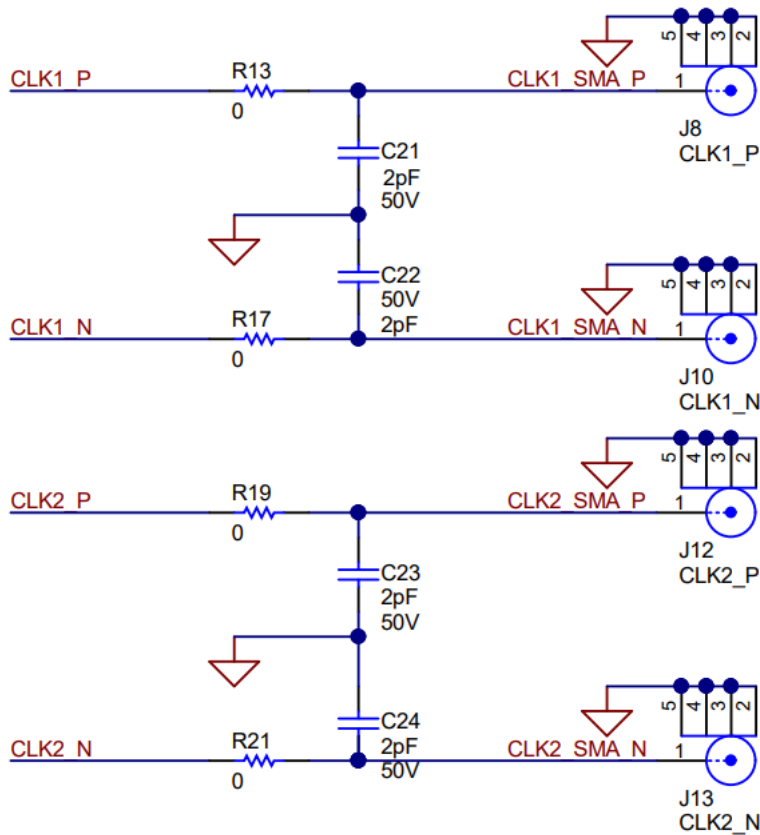 5 4 3 2
CLK1_P
R13
0
CLK1_SMA_P
1
J8
CLK1_P
C21
2pF
50V
5 4 3 2
C22
50V
2pF
CLK1_N
R17
0
CLK1_SMA_N
1
J10
CLK1_N
5 4 3 2
CLK2_P
R19
0
CLK2_SMA_P
1
J12
CLK2_P
C23
2pF
50V
5 4 3 2
C24
2pF
50V
CLK2_N
R21
0
CLK2_SMA_N
1
J13
CLK2_N